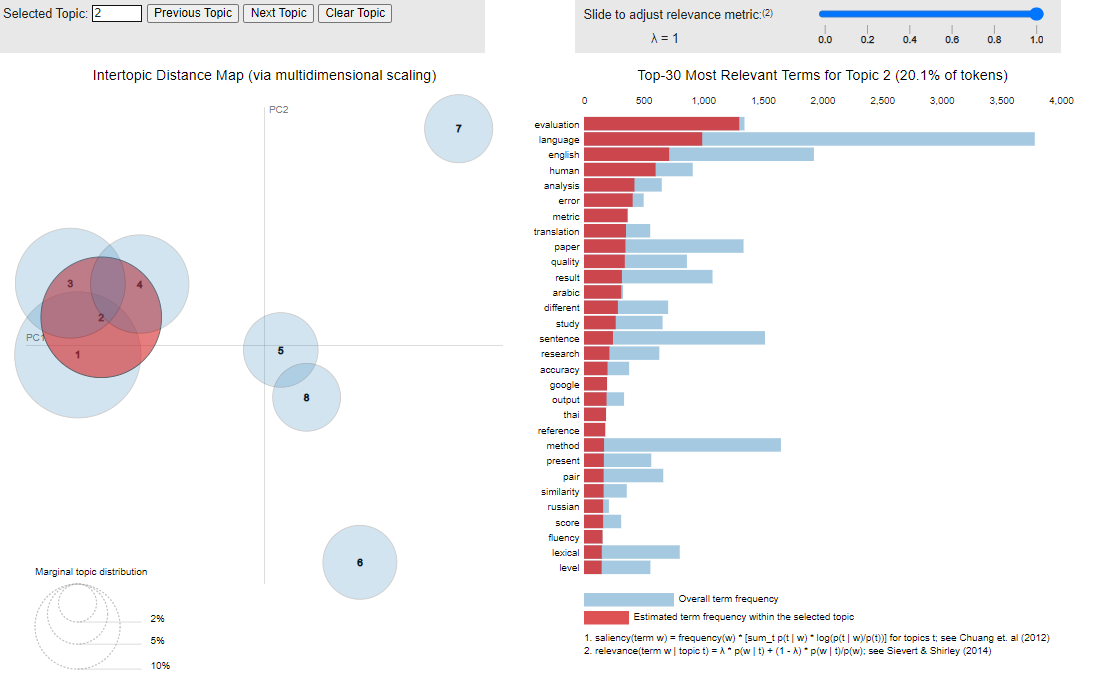 Selected Topic: 2 Previous Topic Next Topic Clear Topic
Slide to adjust relevance metric:(2)
λ = 1
0.0 0.2 0.4 0.6 0.8 1.0
Intertopic Distance Map (via multidimensional scaling)
PC2
PC1
7
3
4
2
1
5
8
6
Marginal topic distribution
2%
5%
10%
Top-30 Most Relevant Terms for Topic 2 (20.1% of tokens)
0 500 1,000 1,500 2,000 2,500 3,000 3,500 4,000
evaluation
language
english
human
analysis
error
metric
translation
paper
quality
result
arabic
different
study
sentence
research
accuracy
google
output
thai
reference
method
present
pair
similarity
russian
score
fluency
lexical
level
Overall term frequency
Estimated term frequency within the selected topic
1. saliency(term w) = frequency(w) * [sum_t p(t | w) * log(p(t | w)/p(t))] for topics t; see Chuang et. al (2012)
2. relevance(term w | topic t) = λ * p(w | t) + (1 - λ) * p(w | t)/p(w); see Sievert & Shirley (2014)